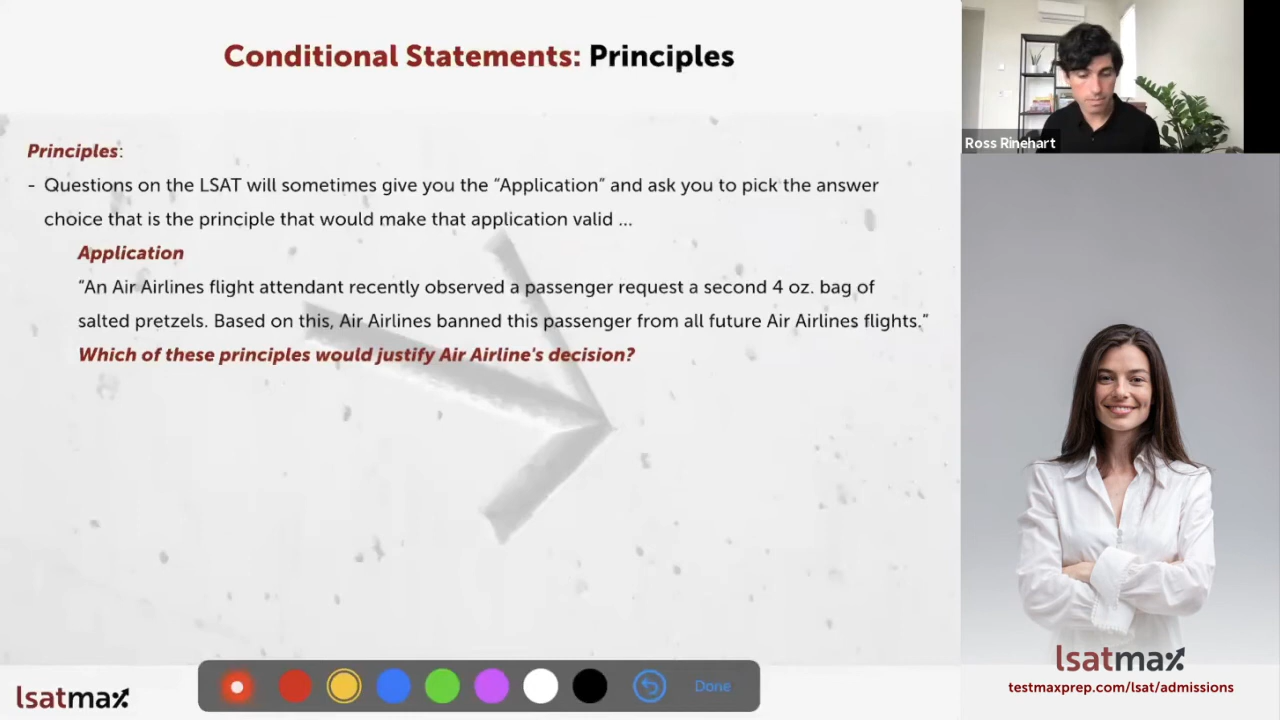 Conditional Statements: Principles
Ross Rinehart
Principles:
- Questions on the LSAT will sometimes give you the “Application” and ask you to pick the answer
choice that is the principle that would make that application valid ...
Application
“An Air Airlines flight attendant recently observed a passenger request a second 4 oz. bag of
salted pretzels. Based on this, Air Airlines banned this passenger from all future Air Airlines flights.”
Which of these principles would justify Air Airline's decision?
Done
lsatmax
lsatmax
testmaxprep.com/lsat/admissions